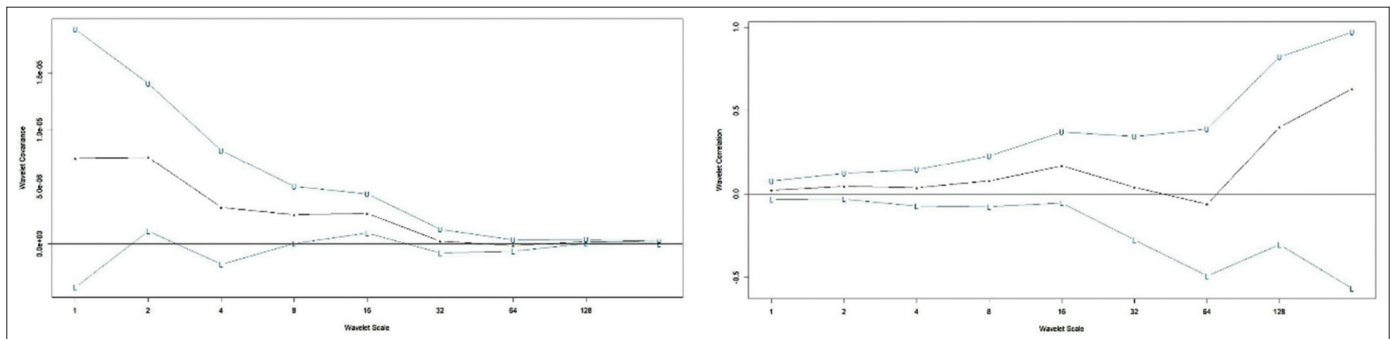 Wavelet Covariance
1.5e-05
1.0e-05
5.0e-06
0.0e+00
U
U
U
U
U
U
U
U
U
L
L
L
L
L
L
L
L
L
1 2 4 8 16 32 64 128
Wavelet Scale
Wavelet Correlation
1.0
0.5
0.0
-0.5
U
U
U
U
U
U
U
U
U
L
L
L
L
L
L
L
L
L
1 2 4 8 16 32 64 128
Wavelet Scale